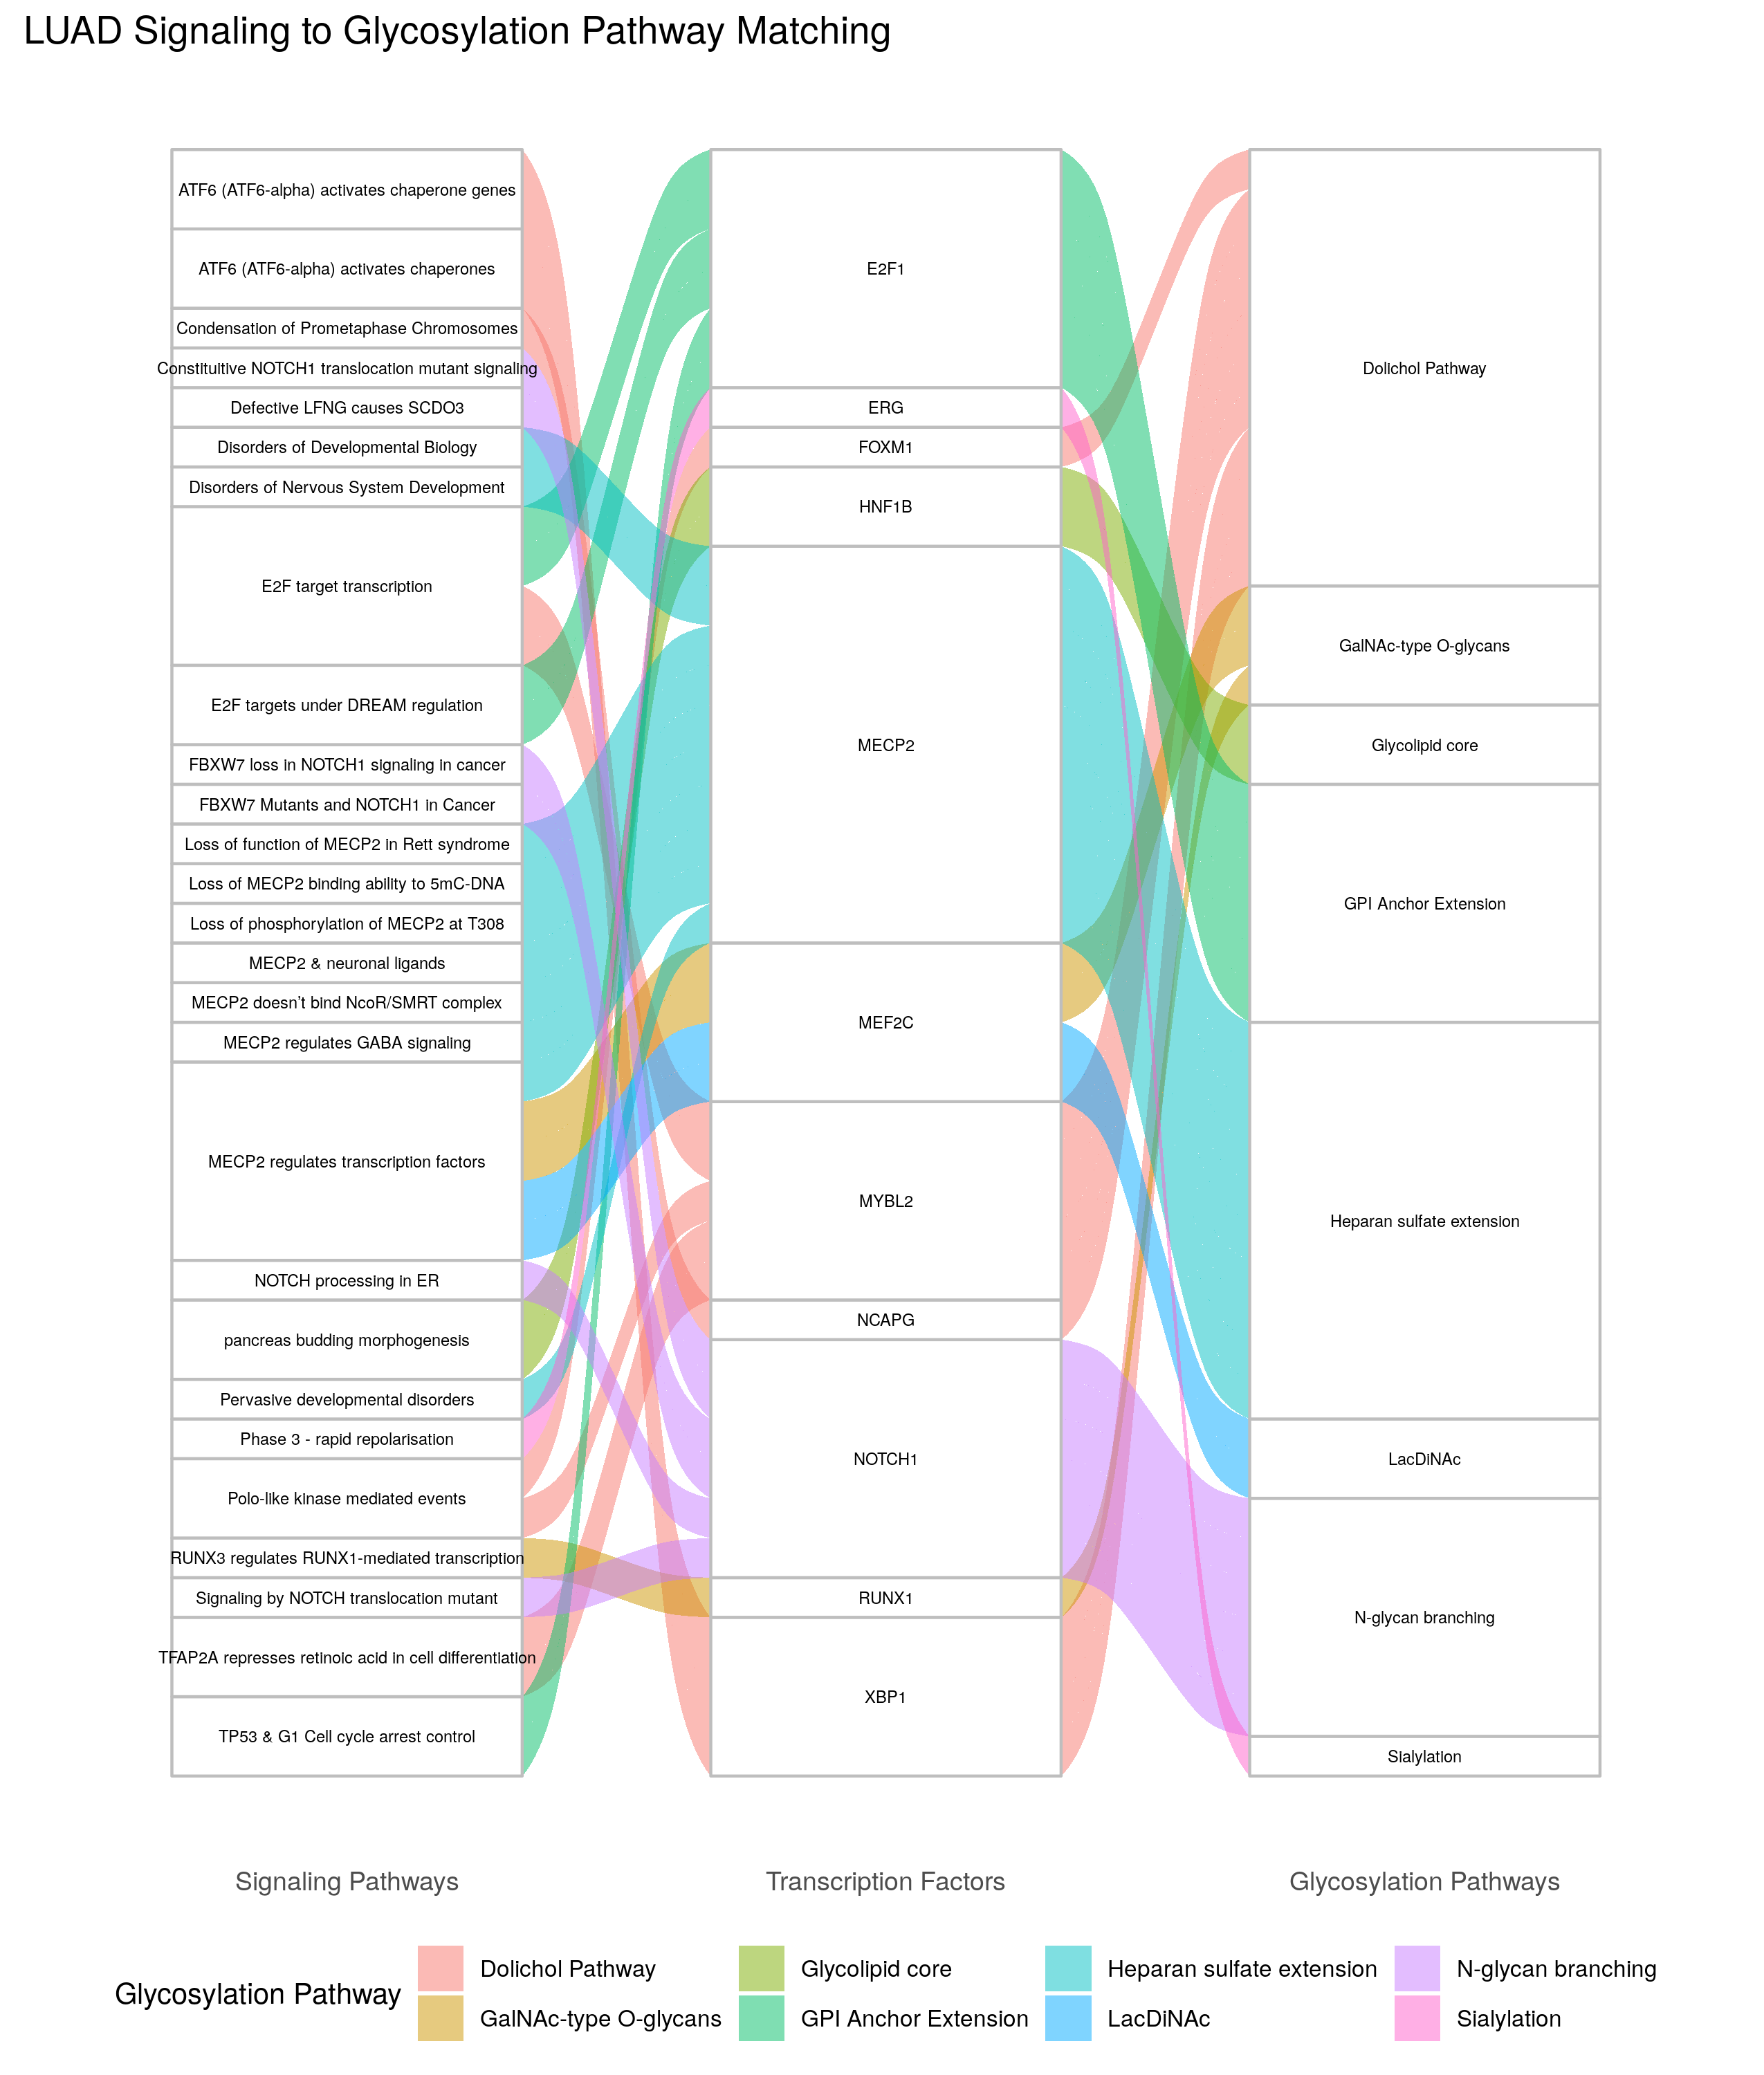 LUAD Signaling to Glycosylation Pathway Matching
ATF6 (ATF6-alpha) activates chaperone genes
ATF6 (ATF6-alpha) activates chaperones
Condensation of Prometaphase Chromosomes
Constituitive NOTCH1 translocation mutant signaling
Defective LFNG causes SCDO3
Disorders of Developmental Biology
Disorders of Nervous System Development
E2F target transcription
E2F targets under DREAM regulation
FBXW7 loss in NOTCH1 signaling in cancer
FBXW7 Mutants and NOTCH1 in Cancer
Loss of function of MECP2 in Rett syndrome
Loss of MECP2 binding ability to 5mC-DNA
Loss of phosphorylation of MECP2 at T308
MECP2 & neuronal ligands
MECP2 doesn't bind NcoR/SMRT complex
MECP2 regulates GABA signaling
MECP2 regulates transcription factors
NOTCH processing in ER
pancreas budding morphogenesis
Pervasive developmental disorders
Phase 3 - rapid repolarisation
Polo-like kinase mediated events
RUNX3 regulates RUNX1-mediated transcription
Signaling by NOTCH translocation mutant
TFAP2A represses retinoic acid in cell differentiation
TP53 & G1 Cell cycle arrest control
E2F1
ERG
FOXM1
HNF1B
MECP2
MEF2C
MYBL2
NCAPG
NOTCH1
RUNX1
XBP1
Dolichol Pathway
GalNAc-type O-glycans
Glycolipid core
GPI Anchor Extension
Heparan sulfate extension
LacDiNAc
N-glycan branching
Sialylation
Signaling Pathways
Transcription Factors
Glycosylation Pathways
Glycosylation Pathway
Dolichol Pathway
GalNAc-type O-glycans
Glycolipid core
GPI Anchor Extension
Heparan sulfate extension
LacDiNAc
N-glycan branching
Sialylation